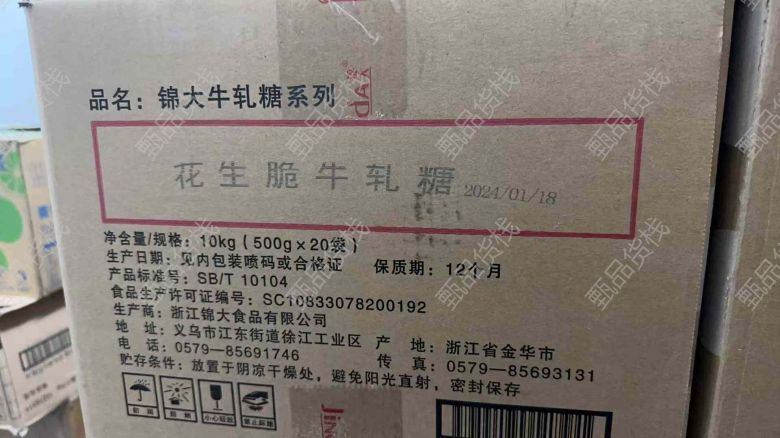 品名：锦大牛轧糖系列
花生脆牛轧糖 2024/01/18
净含量/规格：10kg（500g×20袋）
生产日期：见内包装喷码或合格证 保质期：12个月
产品标准号：SB/T 10104
食品生产许可证编号：SC10833078200192
生产商：浙江锦大食品有限公司
地 址：义乌市江东街道徐江工业区 产 地：浙江省金华市
电 话：0579-85691746 传 真：0579-85693131
贮存条件：放置于阴凉干燥处，避免阳光直射，密封保存
甄品货栈